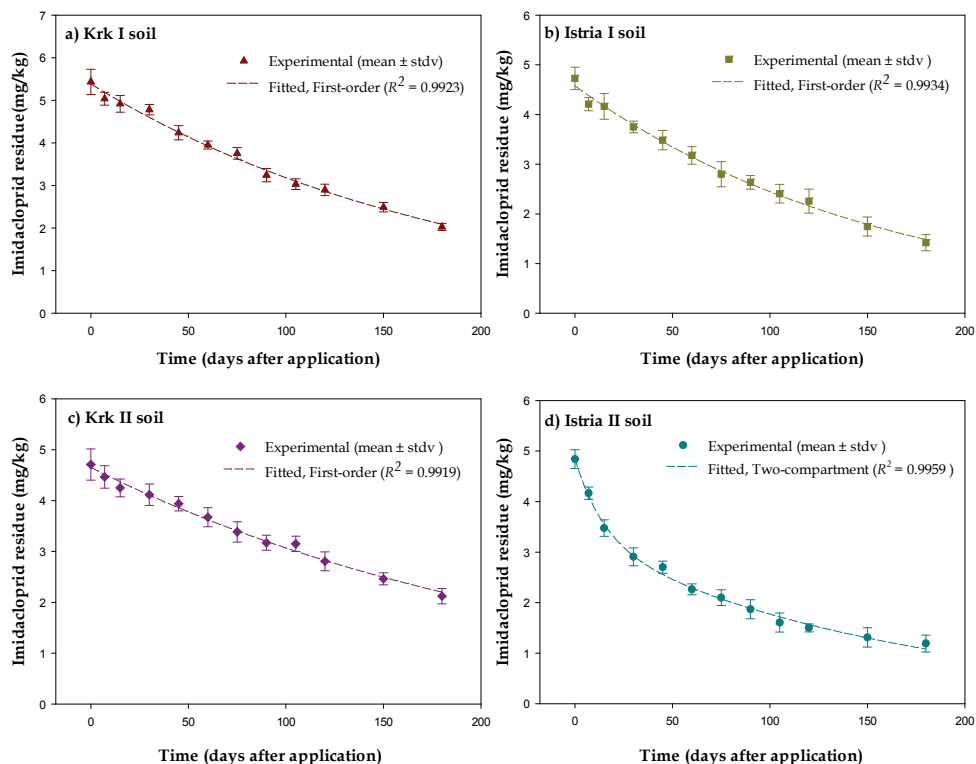 a) Krk I soil
Experimental (mean ± stdv)
Fitted, First-order (R² = 0.9923)
Imidacloprid residue(mg/kg)
7
6
5
4
3
2
1
0
0 50 100 150 200
Time (days after application)
b) Istria I soil
Experimental (mean ± stdv )
Fitted, First-order (R² = 0.9934)
Imidacloprid residue (mg/kg)
6
5
4
3
2
1
0
0 50 100 150 200
Time (days after application)
c) Krk II soil
Experimental (mean ± stdv )
Fitted, First-order (R² = 0.9919)
Imidacloprid residue (mg/kg)
6
5
4
3
2
1
0
0 50 100 150 200
Time (days after application)
d) Istria II soil
Experimental (mean ± stdv )
Fitted, Two-compartment (R² = 0.9959 )
Imidacloprid residue (mg/kg)
6
5
4
3
2
1
0
0 50 100 150 200
Time (days after application)